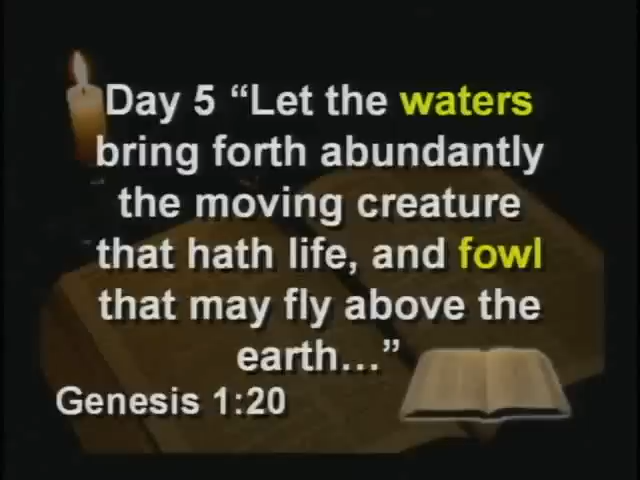 Day 5 “Let the waters
bring forth abundantly
the moving creature
that hath life, and fowl
that may fly above the
earth…”
Genesis 1:20